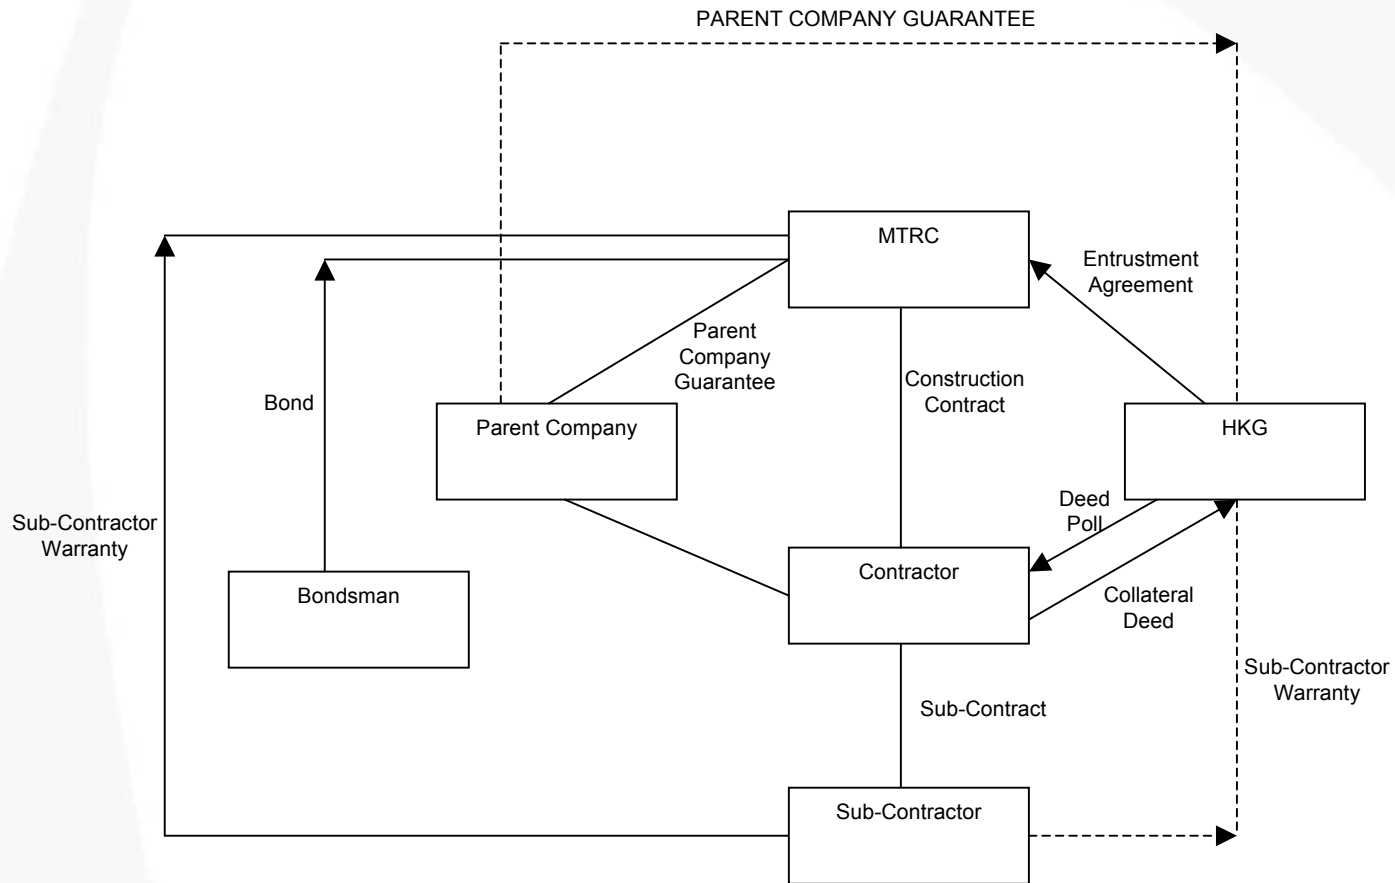 PARENT COMPANY GUARANTEE
MTRC
Entrustment
Agreement
Parent
Company
Guarantee
Construction
Contract
Bond
Parent Company
HKG
Deed
Poll
Sub-Contractor
Warranty
Contractor
Bondsman
Collateral
Deed
Sub-Contractor
Warranty
Sub-Contract
Sub-Contractor